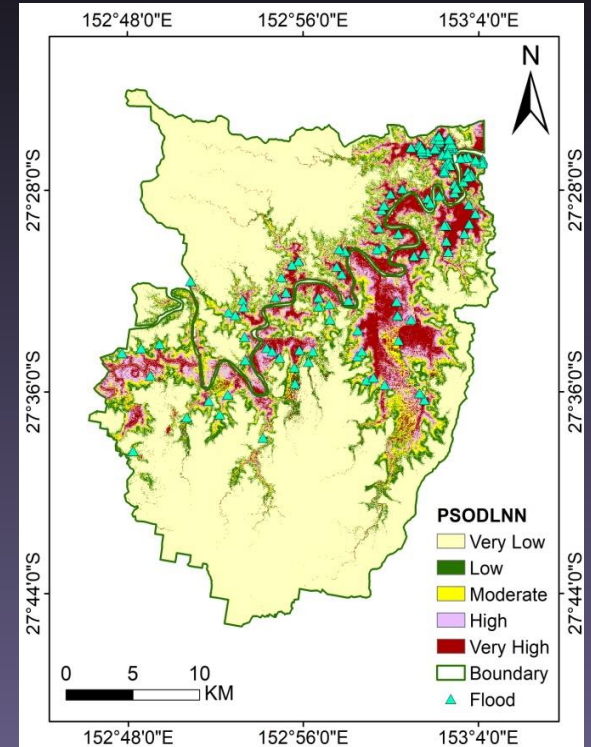 152°48'0"E 152°56'0"E 153°4'0"E
N
27°28'0"S 27°28'0"S
27°36'0"S 27°36'0"S
27°44'0"S 27°44'0"S
PSODLNN
Very Low
Low
Moderate
High
Very High
Boundary
Flood
0 5 10
KM
152°48'0"E 152°56'0"E 153°4'0"E